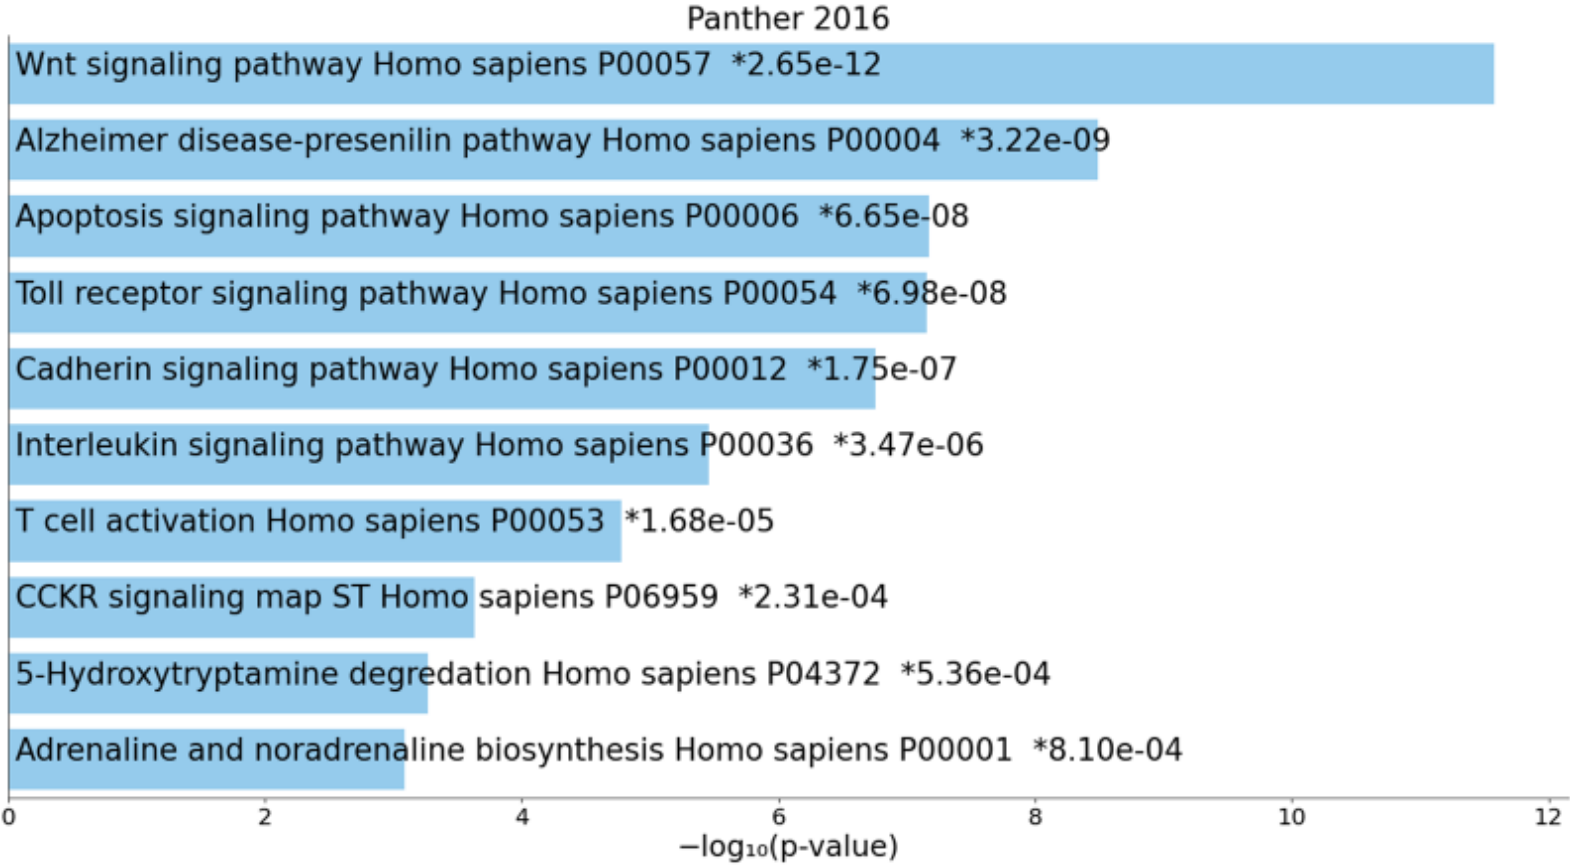 Panther 2016
Wnt signaling pathway Homo sapiens P00057 *2.65e-12
Alzheimer disease-presenilin pathway Homo sapiens P00004 *3.22e-09
Apoptosis signaling pathway Homo sapiens P00006 *6.65e-08
Toll receptor signaling pathway Homo sapiens P00054 *6.98e-08
Cadherin signaling pathway Homo sapiens P00012 *1.75e-07
Interleukin signaling pathway Homo sapiens P00036 *3.47e-06
T cell activation Homo sapiens P00053 *1.68e-05
CCKR signaling map ST Homo sapiens P06959 *2.31e-04
5-Hydroxytryptamine degredation Homo sapiens P04372 *5.36e-04
Adrenaline and noradrenaline biosynthesis Homo sapiens P00001 *8.10e-04
0 2 4 6 8 10 12
−log₁₀(p-value)